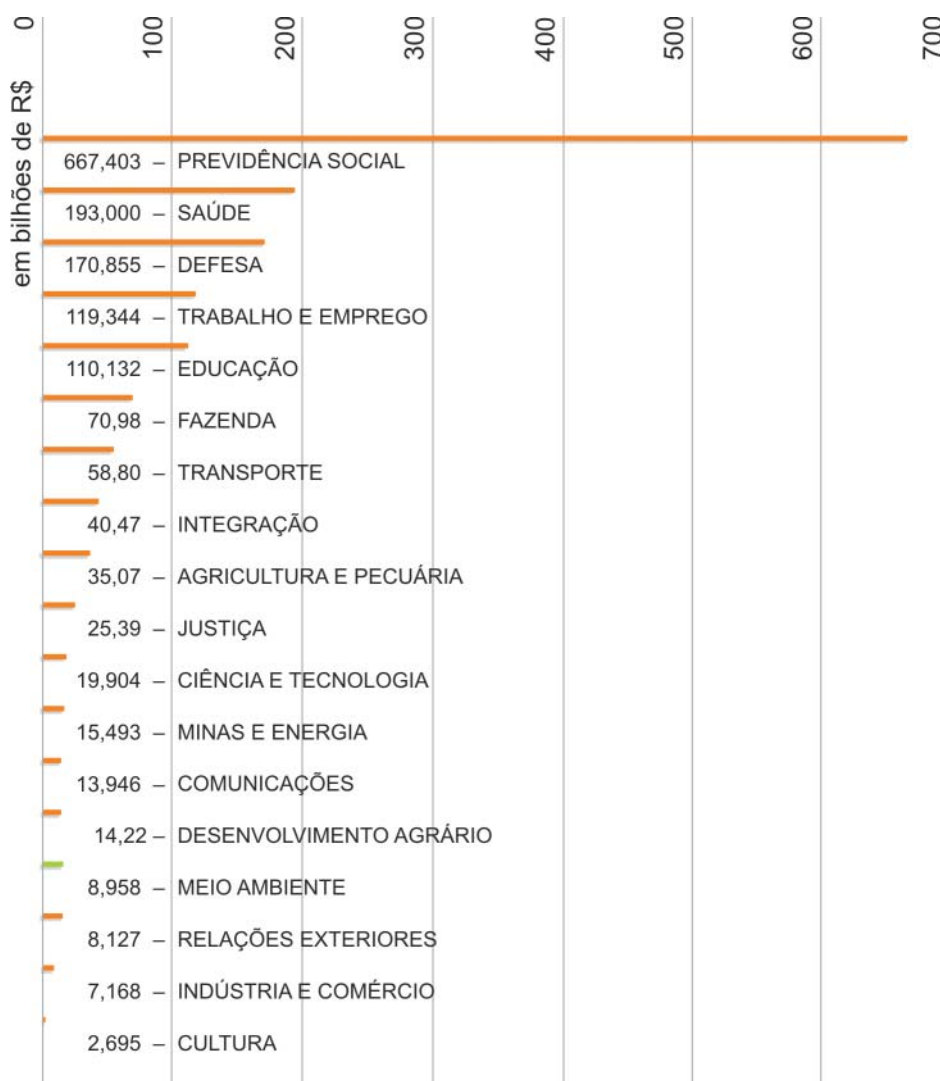 0
100
200
300
400
500
600
700
em bilhões de R$
667,403 – PREVIDÊNCIA SOCIAL
193,000 – SAÚDE
170,855 – DEFESA
119,344 – TRABALHO E EMPREGO
110,132 – EDUCAÇÃO
70,98 – FAZENDA
58,80 – TRANSPORTE
40,47 – INTEGRAÇÃO
35,07 – AGRICULTURA E PECUÁRIA
25,39 – JUSTIÇA
19,904 – CIÊNCIA E TECNOLOGIA
15,493 – MINAS E ENERGIA
13,946 – COMUNICAÇÕES
14,22 – DESENVOLVIMENTO AGRÁRIO
8,958 – MEIO AMBIENTE
8,127 – RELAÇÕES EXTERIORES
7,168 – INDÚSTRIA E COMÉRCIO
2,695 – CULTURA